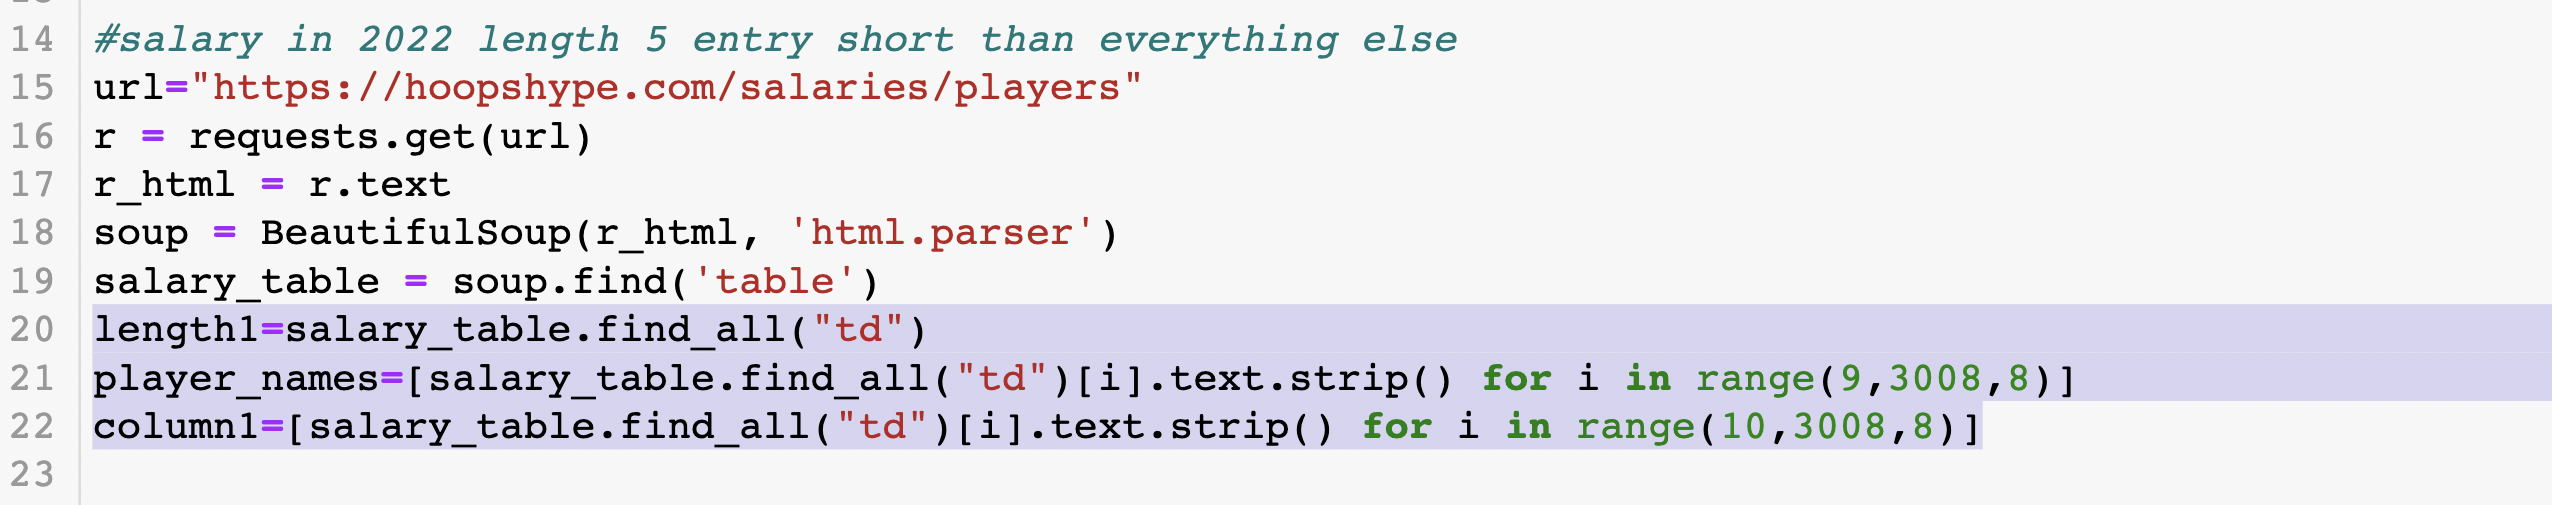 14 #salary in 2022 length 5 entry short than everything else
15 url="https://hoopshype.com/salaries/players"
16 r = requests.get(url)
17 r_html = r.text
18 soup = BeautifulSoup(r_html, 'html.parser')
19 salary_table = soup.find('table')
20 length1=salary_table.find_all("td")
21 player_names=[salary_table.find_all("td")[i].text.strip() for i in range(9,3008,8)]
22 column1=[salary_table.find_all("td")[i].text.strip() for i in range(10,3008,8)]
23